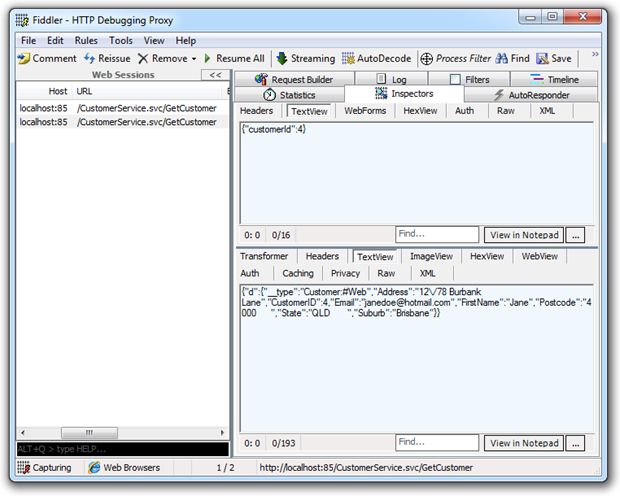 Fiddler - HTTP Debugging Proxy
File Edit Rules Tools View Help
Comment Reissue Remove Resume All Streaming AutoDecode Process Filter Find Save »
Web Sessions <<
Host URL
localhost:85 /CustomerService.svc/GetCustomer
localhost:85 /CustomerService.svc/GetCustomer
ALT+Q > type HELP...
Request Builder Log Filters Timeline
Statistics Inspectors AutoResponder
Headers TextView WebForms HexView Auth Raw XML
{"customerId":4}
0: 0 0/16 Find... View in Notepad ...
Transformer Headers TextView ImageView HexView WebView
Auth Caching Privacy Raw XML
{"d":{"__type":"Customer:#Web","Address":"12\/78 Burbank
Lane","CustomerID":4,"Email":"janedoe@hotmail.com","FirstName":"Jane","Postcode":"4
000      ","State":"QLD       ","Suburb":"Brisbane"}}
0: 0 0/193 Find... View in Notepad ...
Capturing Web Browsers 1 / 2 http://localhost:85/CustomerService.svc/GetCustomer